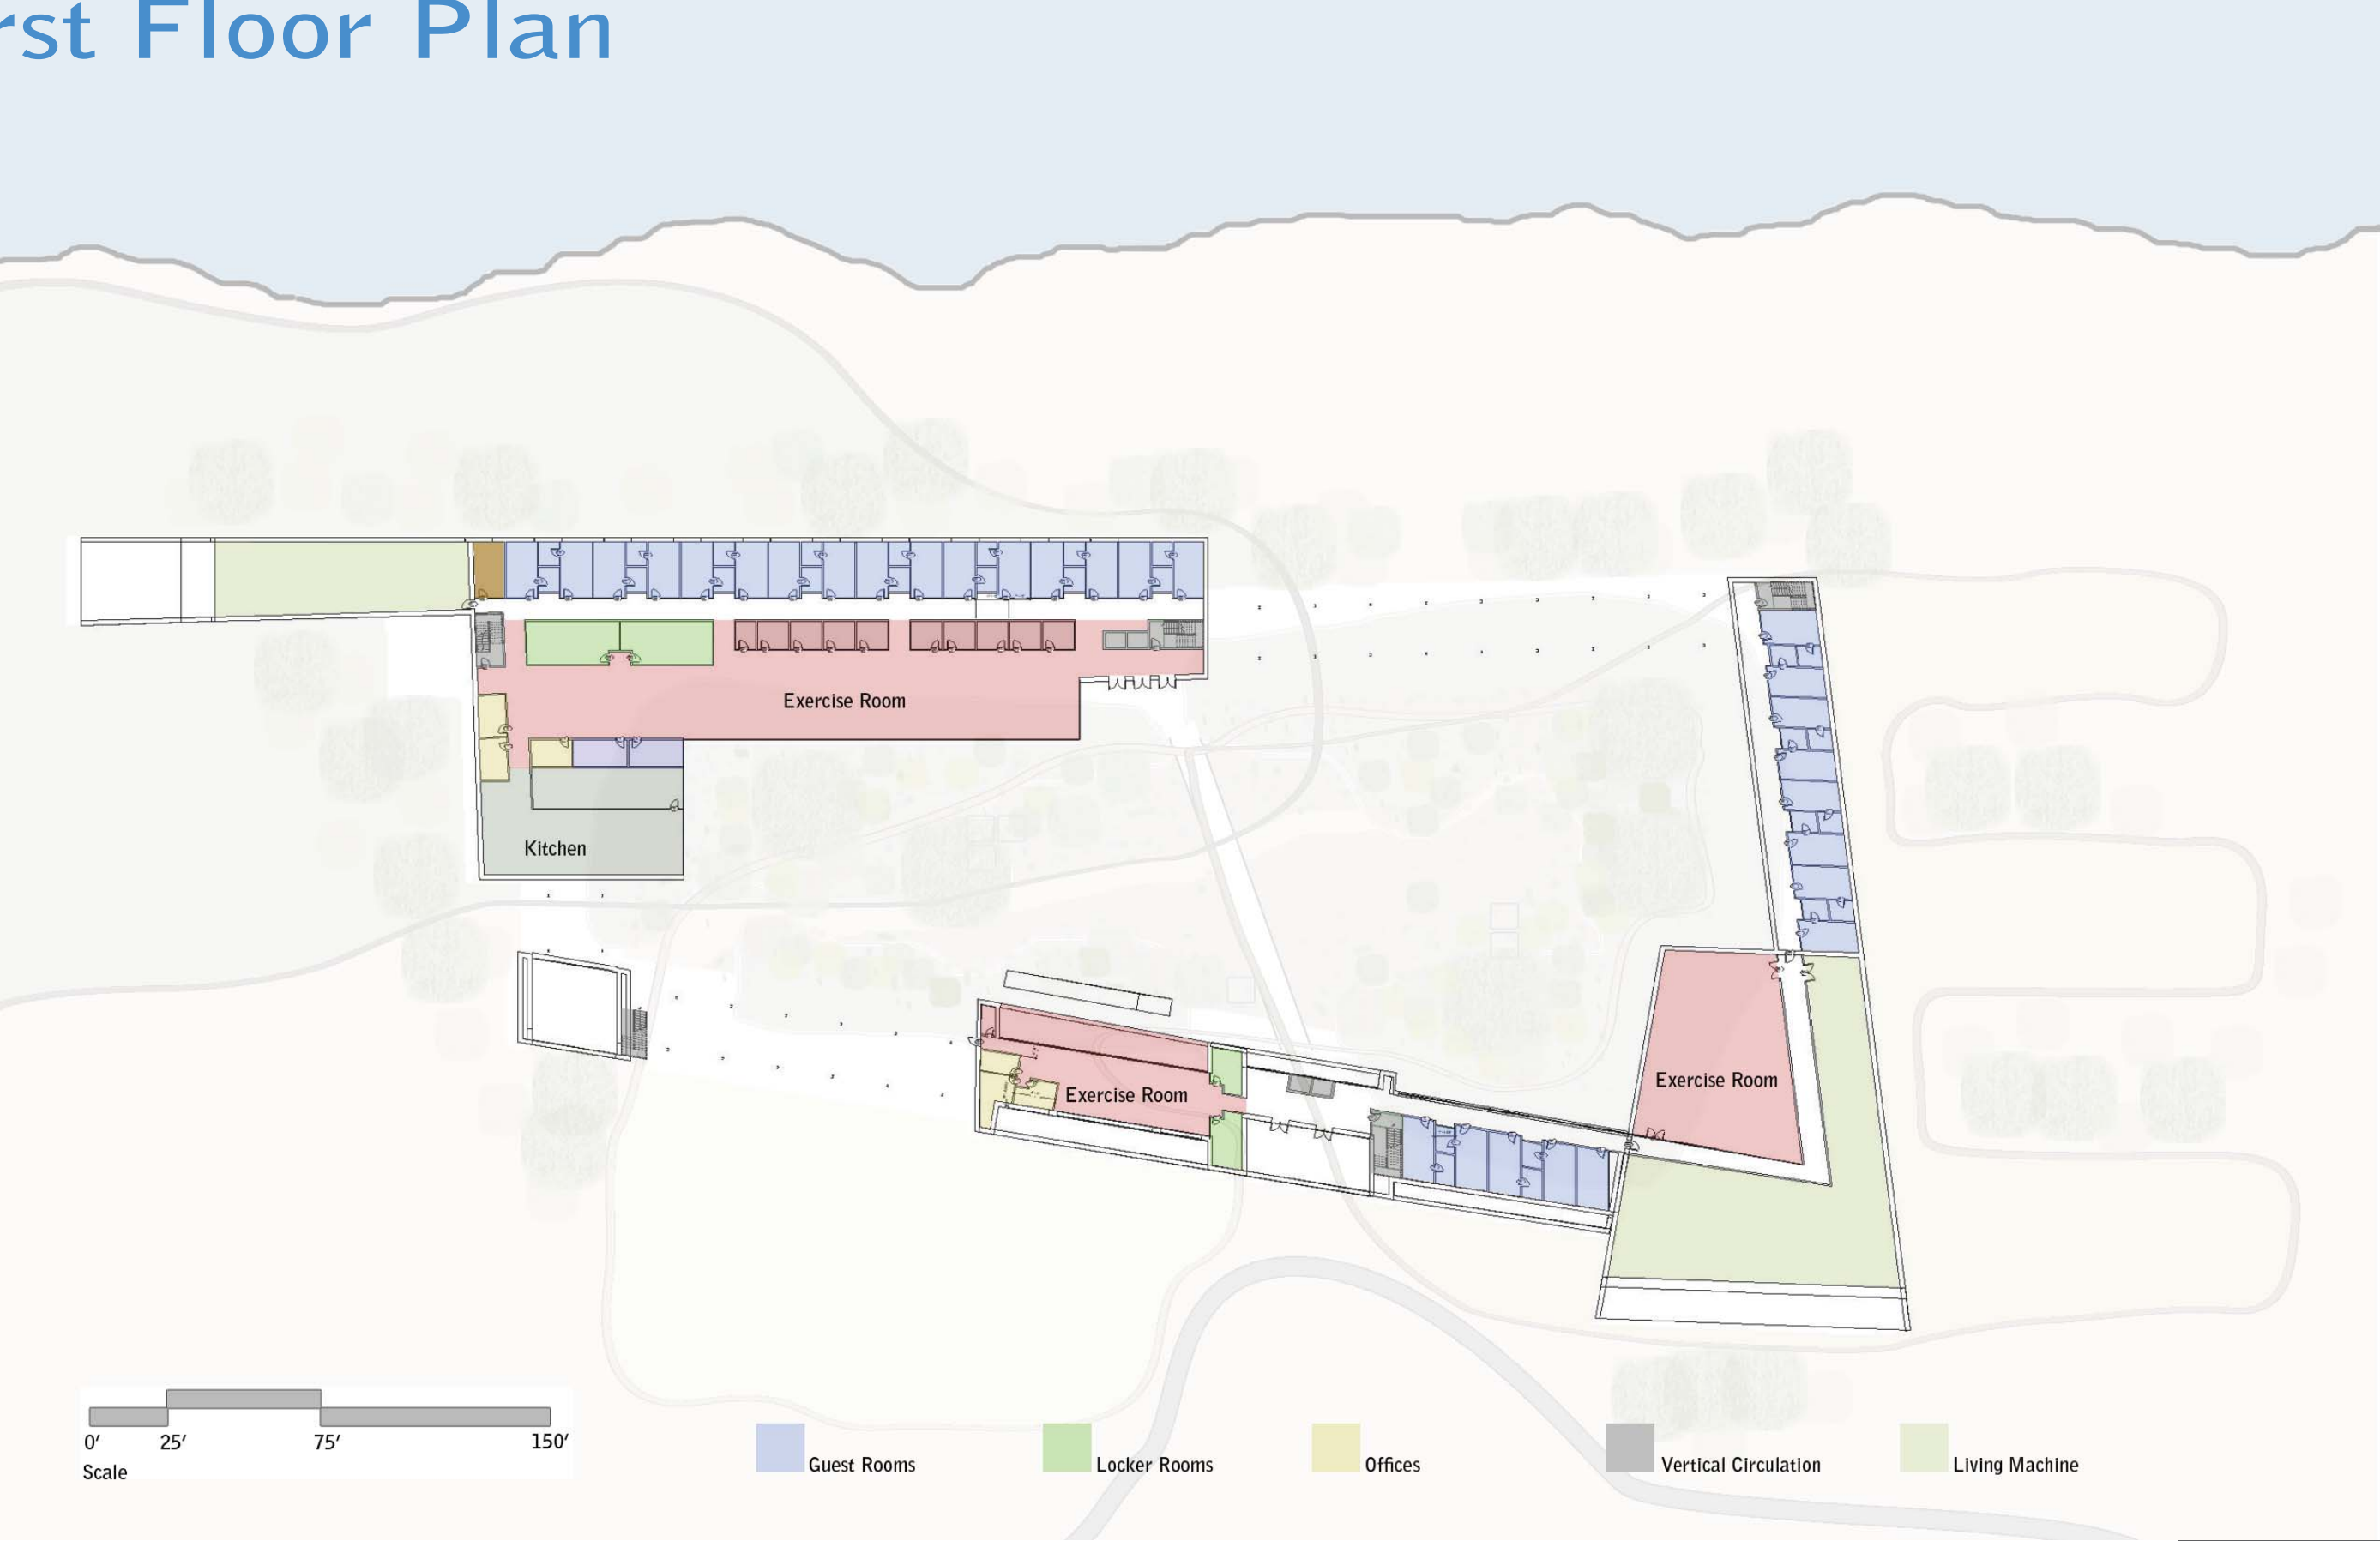 rst Floor Plan
Exercise Room
Kitchen
Exercise Room
Exercise Room
0′ 25′ 75′ 150′
Scale
Guest Rooms
Locker Rooms
Offices
Vertical Circulation
Living Machine